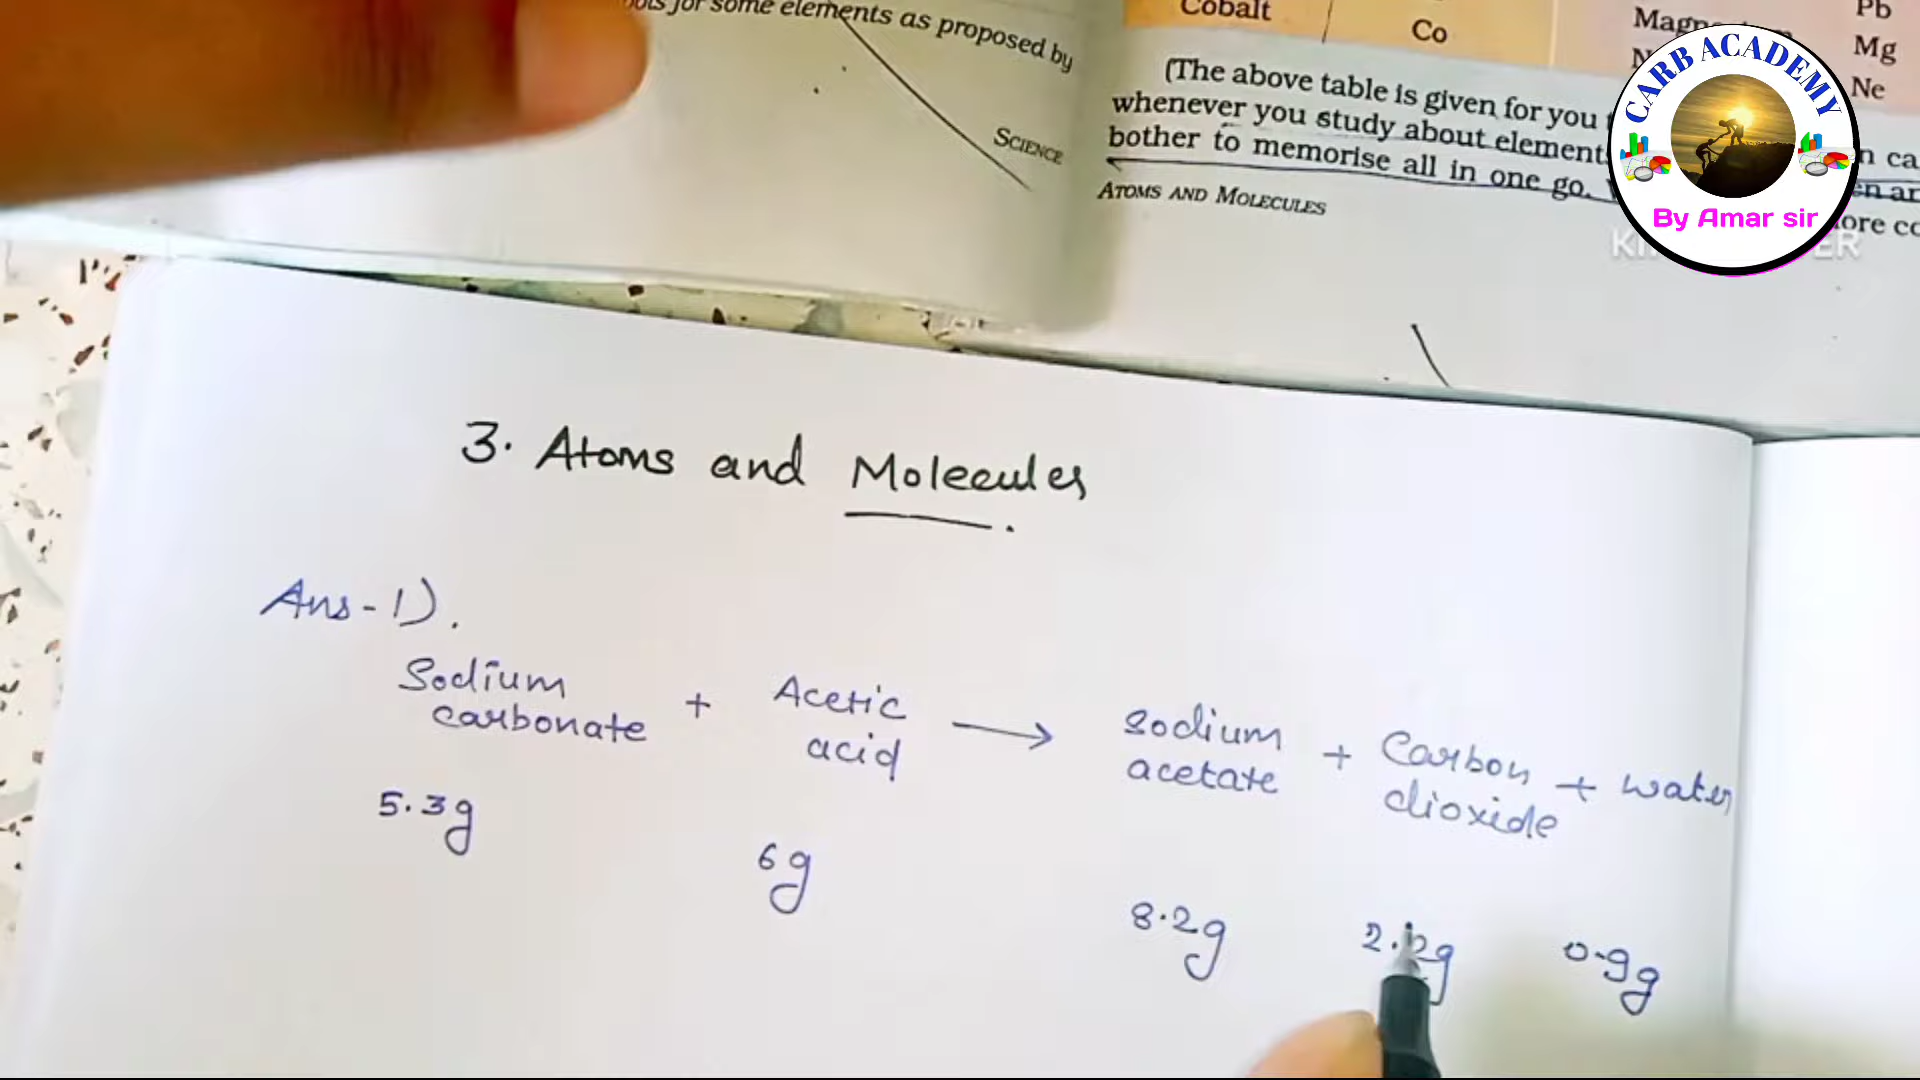 for some elements as proposed by
SCIENCE
Cobalt
Co
Pb
Mg
Ne
(The above table is given for you
whenever you study about elements
bother to memorise all in one go.
ATOMS AND MOLECULES
CARB ACADEMY
By Amar sir
3. Atoms and Molecules
Ans-1).
Sodium carbonate + Acetic acid → Sodium acetate + Carbon dioxide + water
5.3g 6g 8.2g 2.2g 0.9g